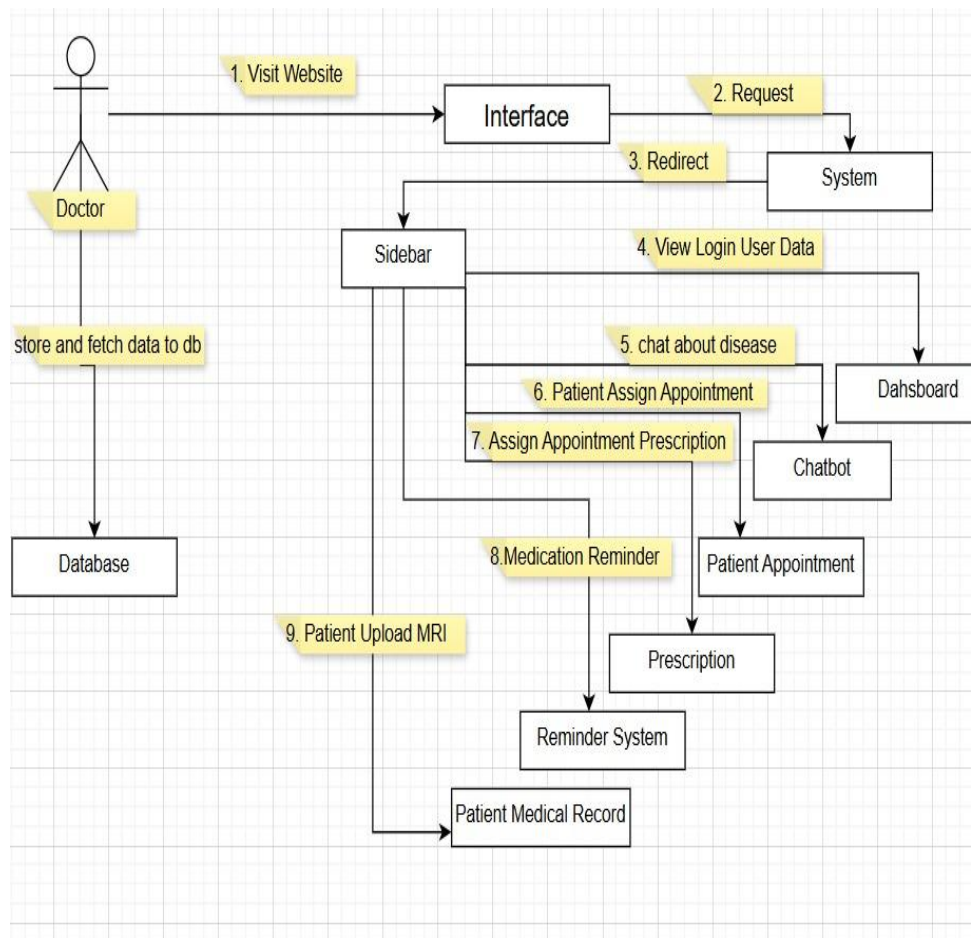 1. Visit Website
Interface
2. Request
System
3. Redirect
Doctor
Sidebar
4. View Login User Data
store and fetch data to db
5. chat about disease
Dahsboard
6. Patient Assign Appointment
7. Assign Appointment Prescription
Chatbot
Database
8.Medication Reminder
Patient Appointment
9. Patient Upload MRI
Prescription
Reminder System
Patient Medical Record